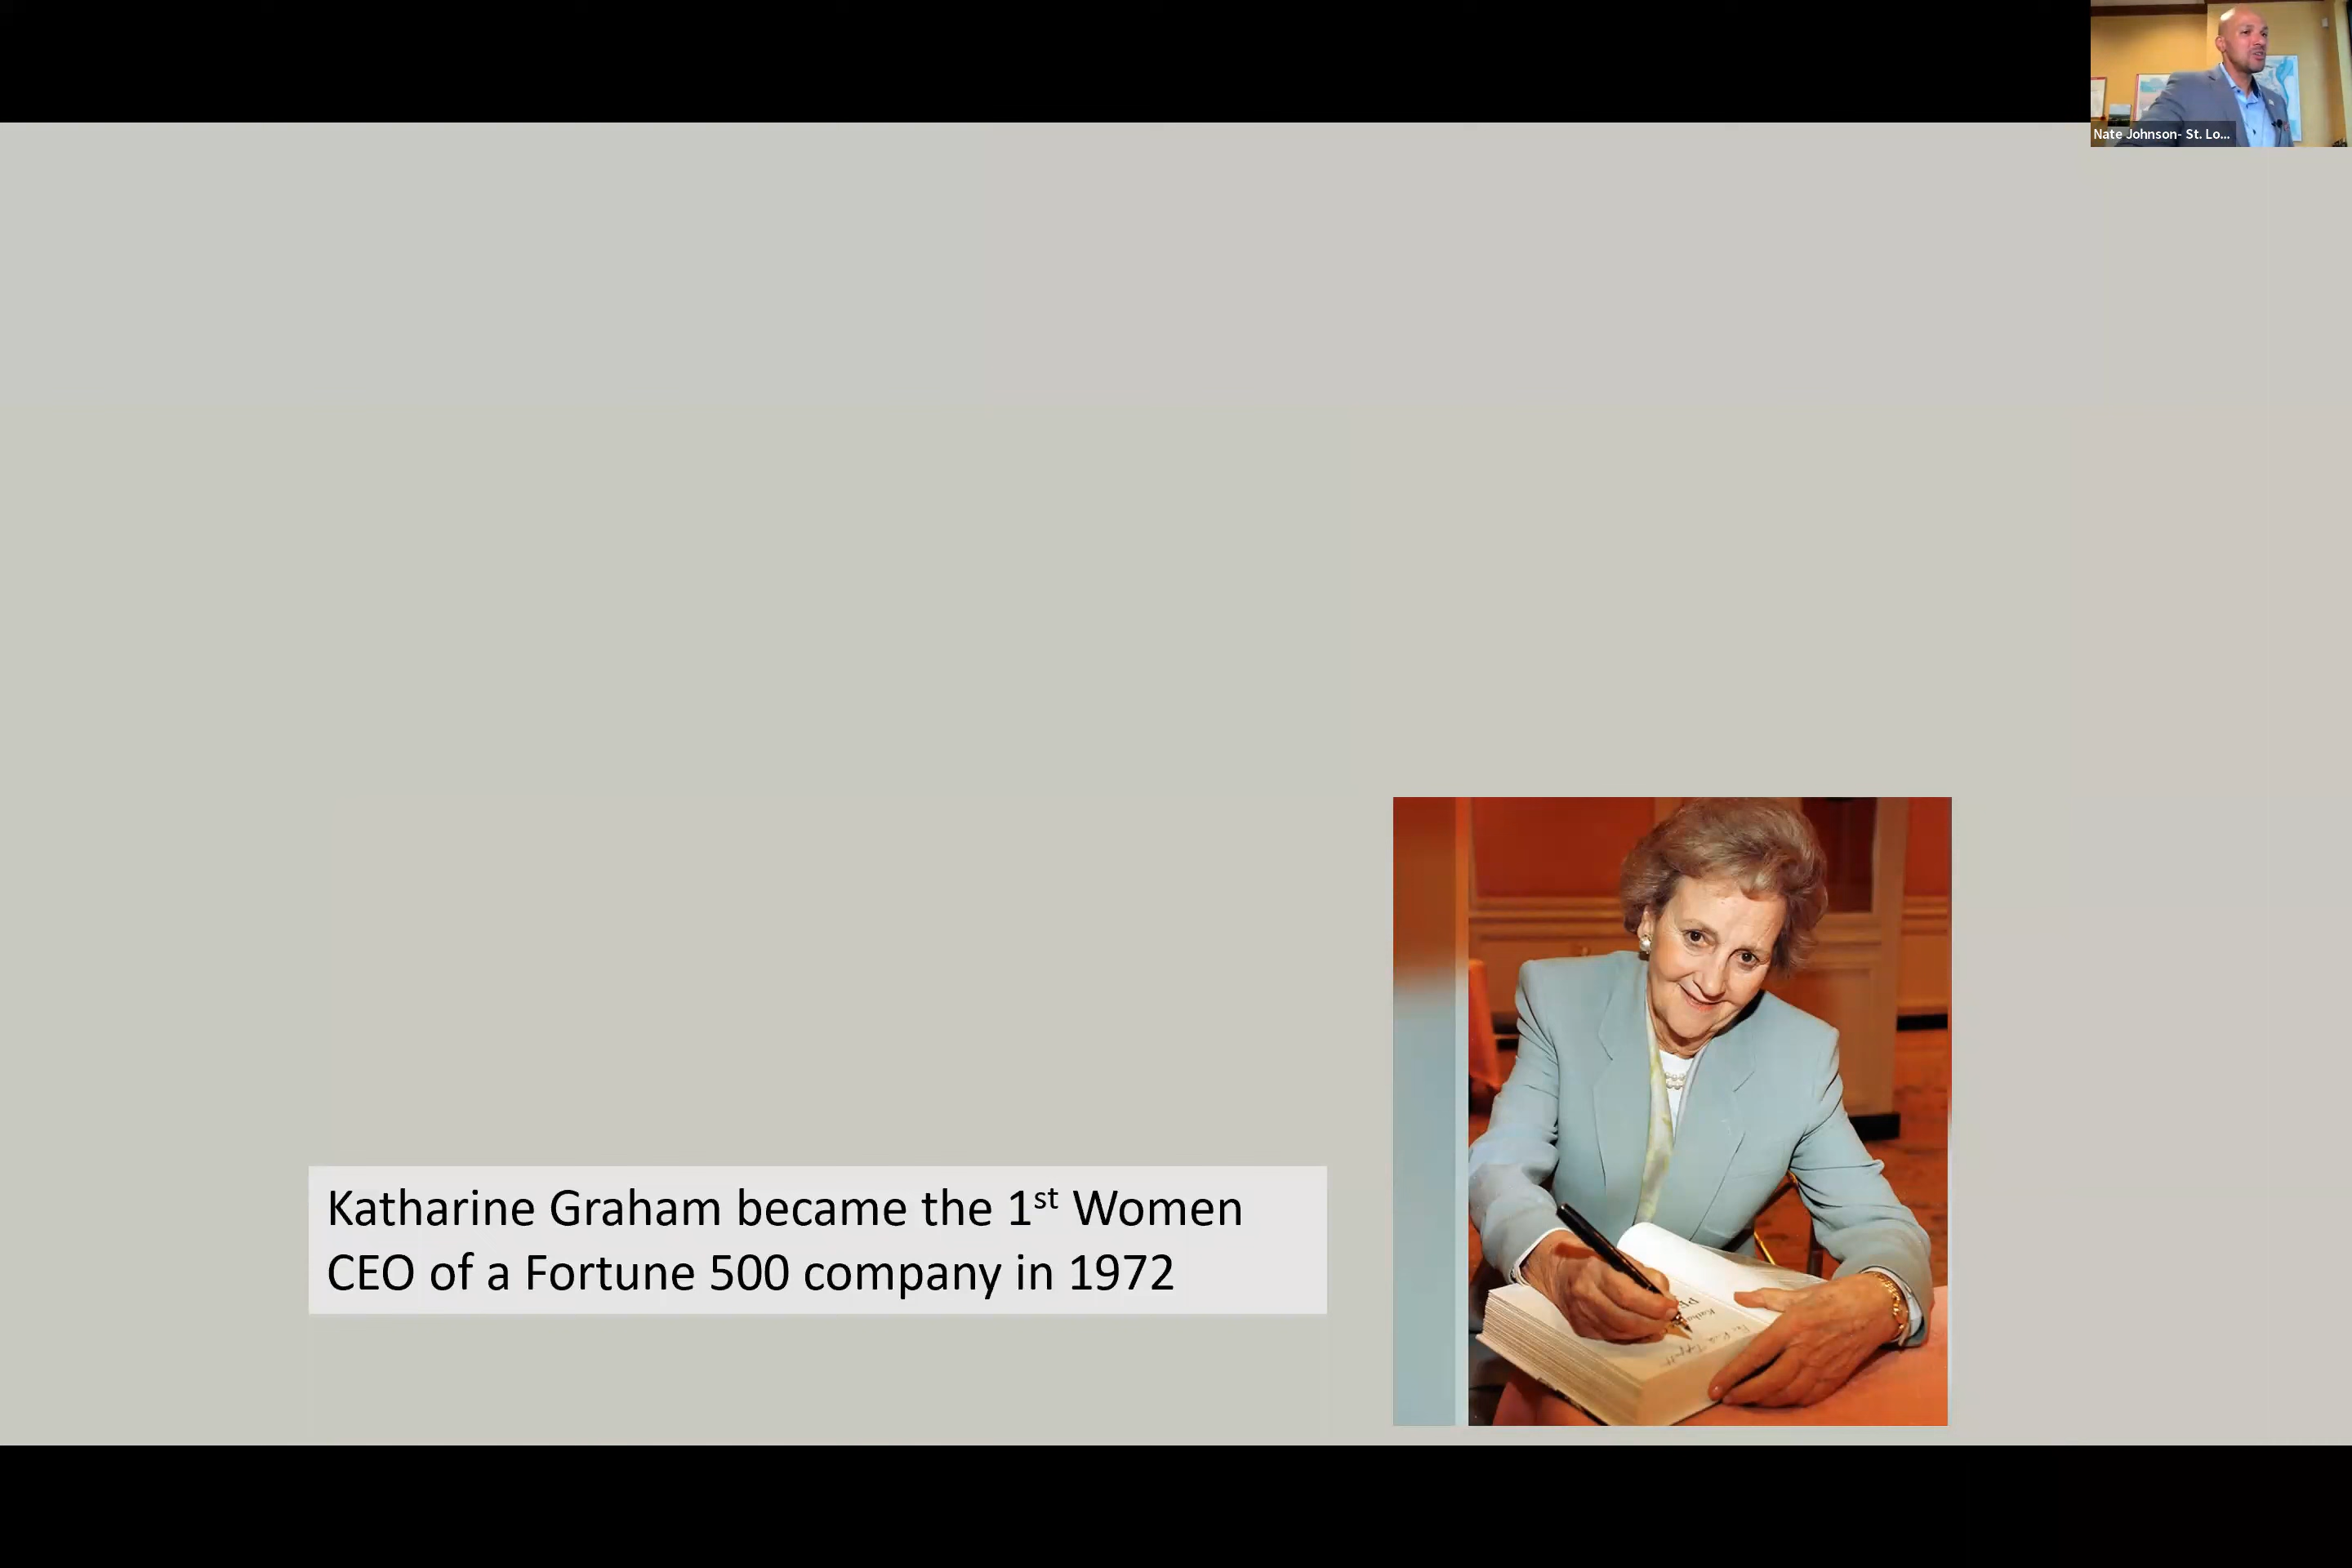 Nate Johnson- St. Lo...
Katharine Graham became the 1st Women
CEO of a Fortune 500 company in 1972